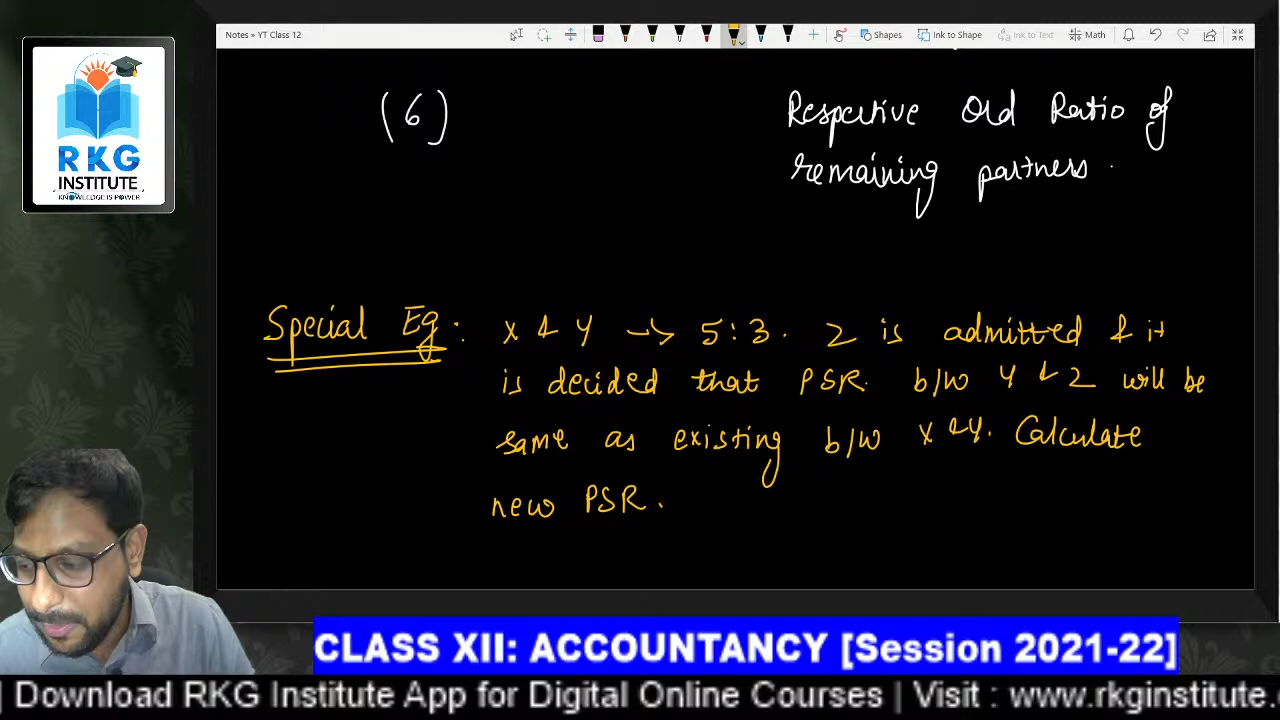 Notes » YT Class 12
Shapes
Ink to Shape
Ink to Text
Math
RKG
INSTITUTE
KNOWLEDGE IS POWER
(6)
Respective Old Ratio of
remaining partners.
Special Eg: X & Y -> 5:3. Z is admitted & it
is decided that PSR b/w Y & Z will be
same as existing b/w X & Y. Calculate
new PSR.
CLASS XII: ACCOUNTANCY [Session 2021-22]
| Download RKG Institute App for Digital Online Courses | Visit : www.rkginstitute.